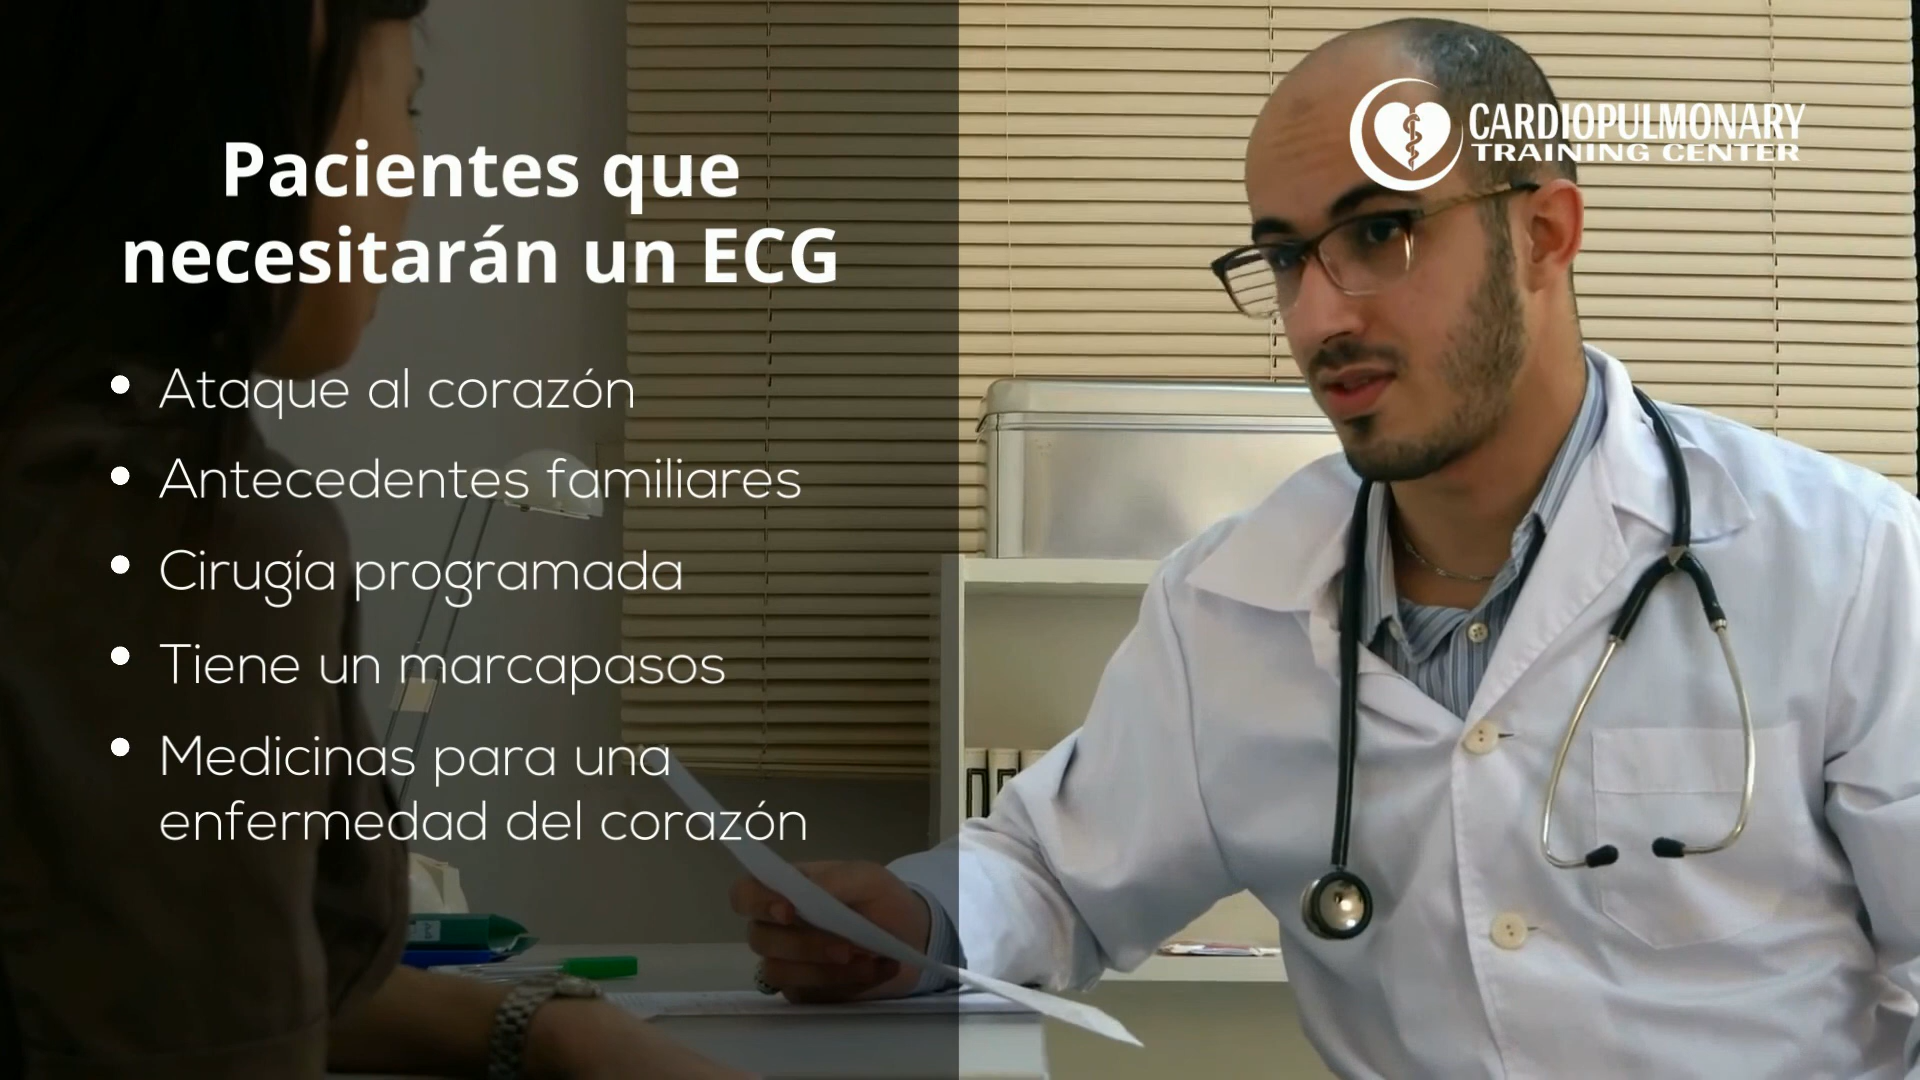 Pacientes que
necesitarán un ECG
CARDIOPULMONARY
TRAINING CENTER
• Ataque al corazón
• Antecedentes familiares
• Cirugía programada
• Tiene un marcapasos
• Medicinas para una
enfermedad del corazón